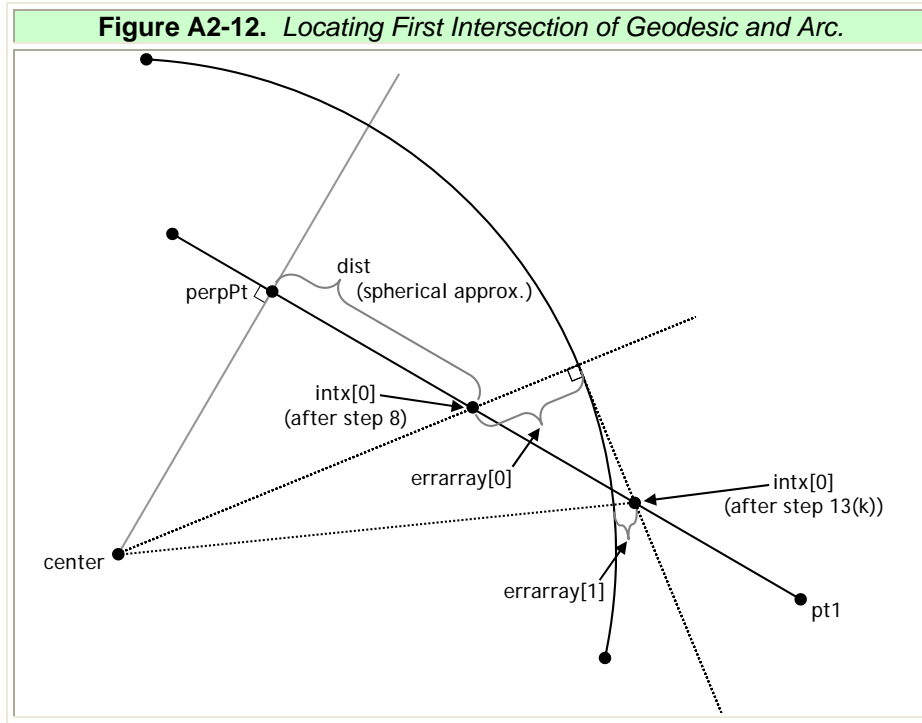 Figure A2-12. Locating First Intersection of Geodesic and Arc.
dist
(spherical approx.)
perpPt
intx[0]
(after step 8)
errarray[0]
intx[0]
(after step 13(k))
center
errarray[1]
pt1